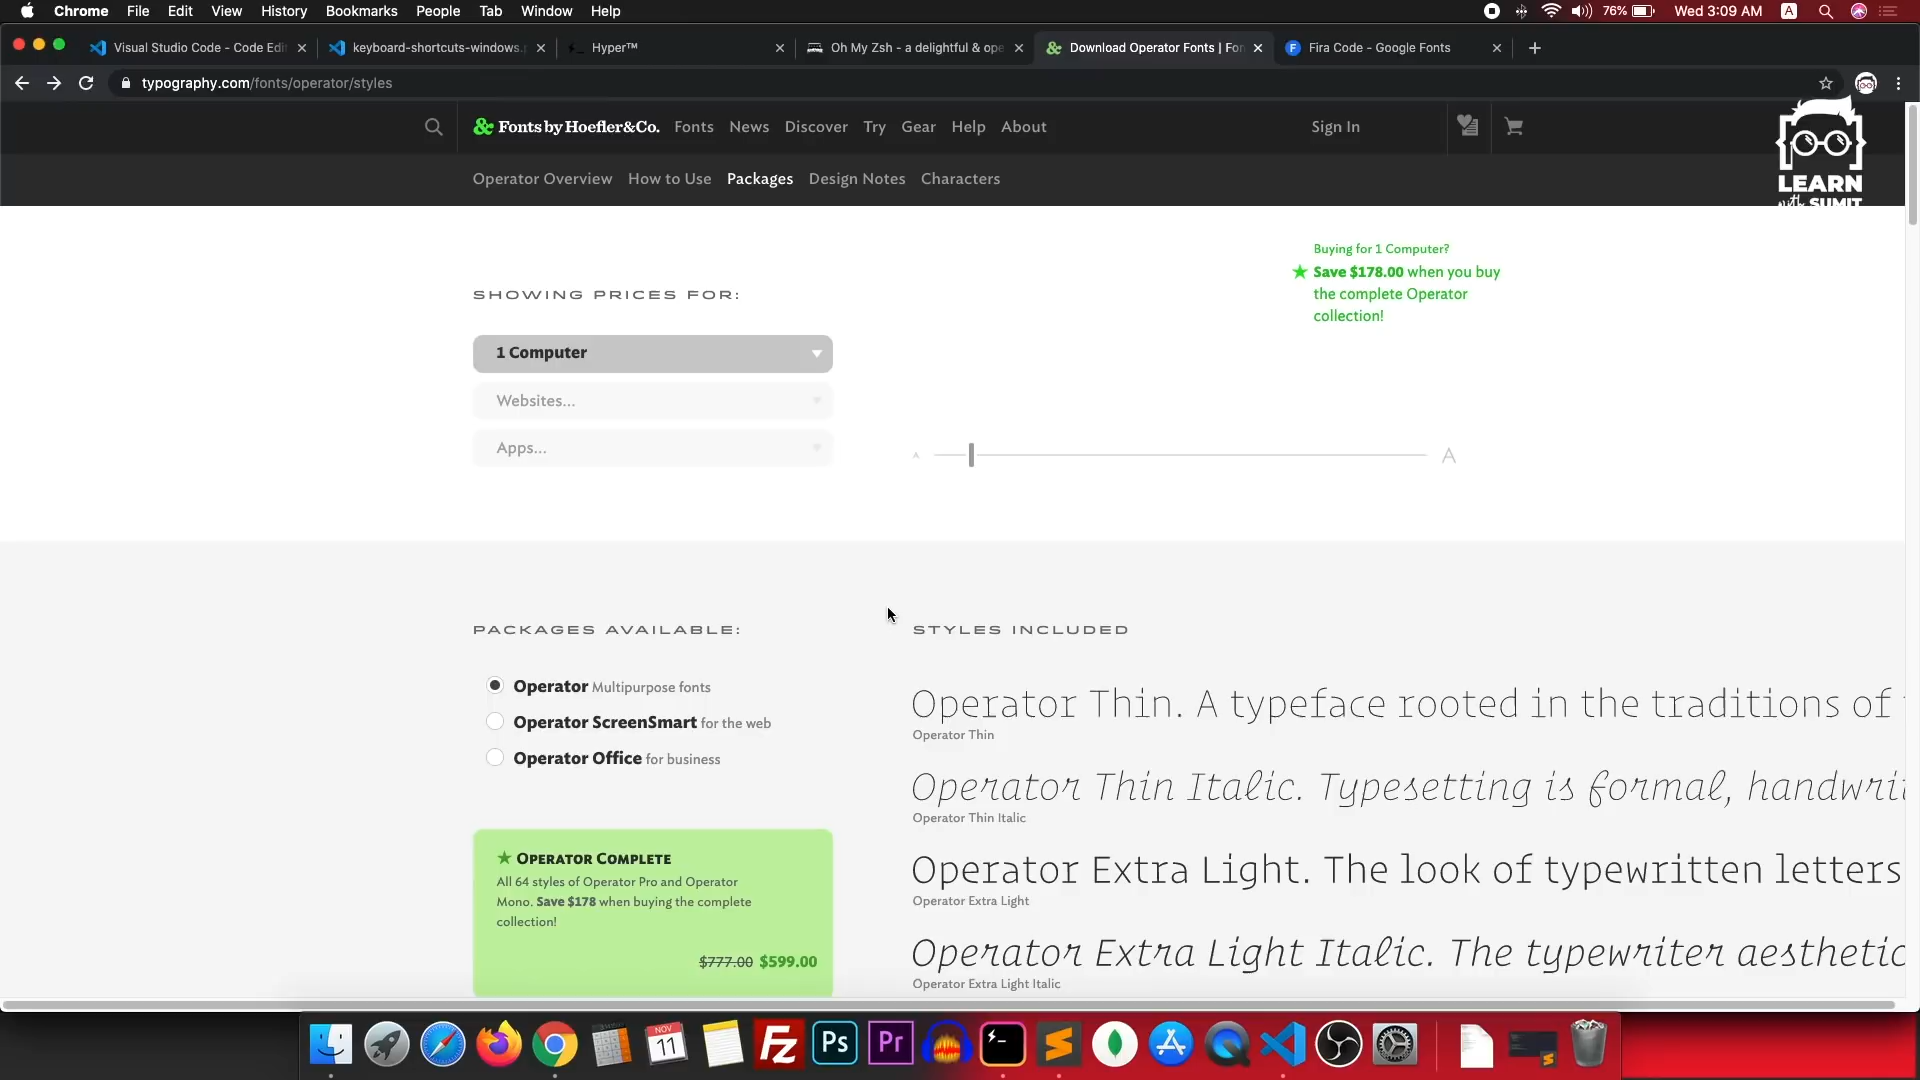 Chrome File Edit View History Bookmarks People Tab Window Help
76% Wed 3:09 AM A
Visual Studio Code - Code Edi
keyboard-shortcuts-windows.
Hyper™
Oh My Zsh - a delightful & ope
Download Operator Fonts | Fon
F Fira Code - Google Fonts
typography.com/fonts/operator/styles
& Fonts by Hoefler&Co. Fonts News Discover Try Gear Help About Sign In
LEARN
with SUMIT
Operator Overview How to Use Packages Design Notes Characters
Buying for 1 Computer?
★ Save $178.00 when you buy
the complete Operator
collection!
SHOWING PRICES FOR:
1 Computer
Websites...
Apps...
A A
PACKAGES AVAILABLE:
Operator Multipurpose fonts
Operator ScreenSmart for the web
Operator Office for business
★ OPERATOR COMPLETE
All 64 styles of Operator Pro and Operator
Mono. Save $178 when buying the complete
collection!
$777.00 $599.00
STYLES INCLUDED
Operator Thin. A typeface rooted in the traditions of
Operator Thin
Operator Thin Italic. Typesetting is formal, handwri
Operator Thin Italic
Operator Extra Light. The look of typewritten letters
Operator Extra Light
Operator Extra Light Italic. The typewriter aesthetic
Operator Extra Light Italic
NOV
11
Fz
Ps
Pr